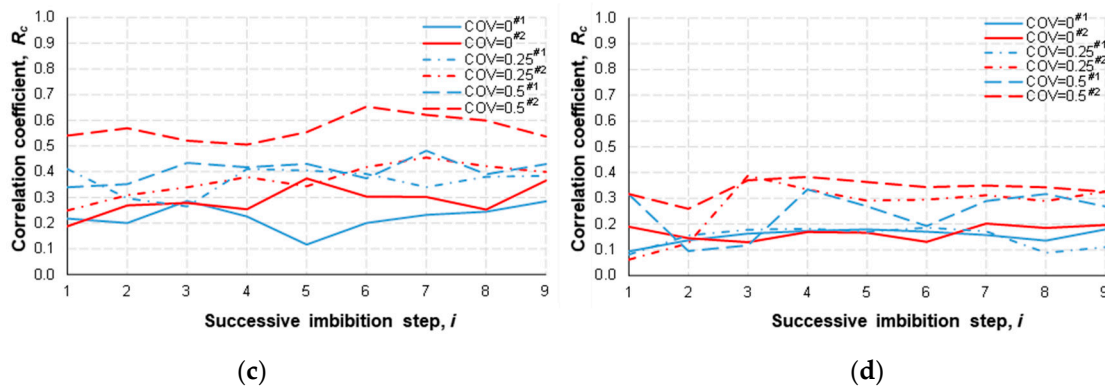 Correlation coefficient, Rc
1.0
0.9
0.8
0.7
0.6
0.5
0.4
0.3
0.2
0.1
0.0
1 2 3 4 5 6 7 8 9
Successive imbibition step, i
COV=0#1
COV=0#2
COV=0.25#1
COV=0.25#2
COV=0.5#1
COV=0.5#2
(c)
Correlation coefficient, Rc
1.0
0.9
0.8
0.7
0.6
0.5
0.4
0.3
0.2
0.1
0.0
1 2 3 4 5 6 7 8 9
Successive imbibition step, i
COV=0#1
COV=0#2
COV=0.25#1
COV=0.25#2
COV=0.5#1
COV=0.5#2
(d)